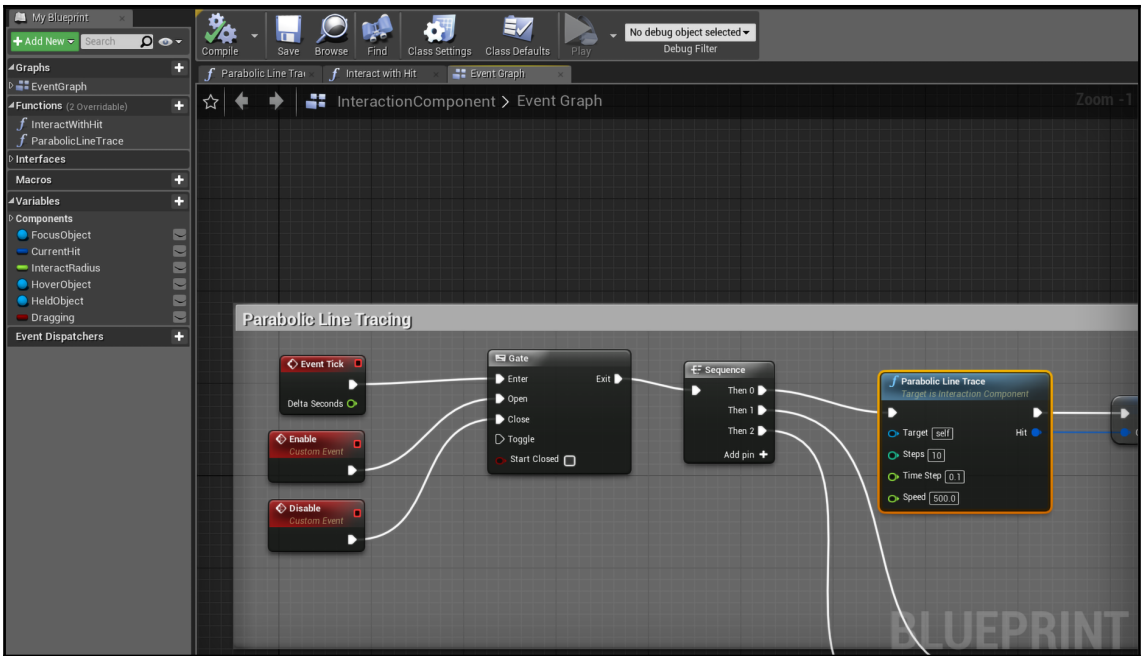 My Blueprint
+ Add New
Search
Graphs
EventGraph
Functions (2 Overridable)
InteractWithHit
ParabolicLineTrace
Interfaces
Macros
Variables
Components
FocusObject
CurrentHit
InteractRadius
HoverObject
HeldObject
Dragging
Event Dispatchers
Compile
Save
Browse
Find
Class Settings
Class Defaults
Play
No debug object selected
Debug Filter
Parabolic Line Trac
Interact with Hit
Event Graph
InteractionComponent > Event Graph
Zoom -1
Parabolic Line Tracing
Event Tick
Delta Seconds
Enable
Custom Event
Disable
Custom Event
Gate
Enter
Exit
Open
Close
Toggle
Start Closed
Sequence
Then 0
Then 1
Then 2
Add pin +
Parabolic Line Trace
Target is Interaction Component
Target self
Hit
Steps 10
Time Step 0.1
Speed 500.0
BLUEPRINT